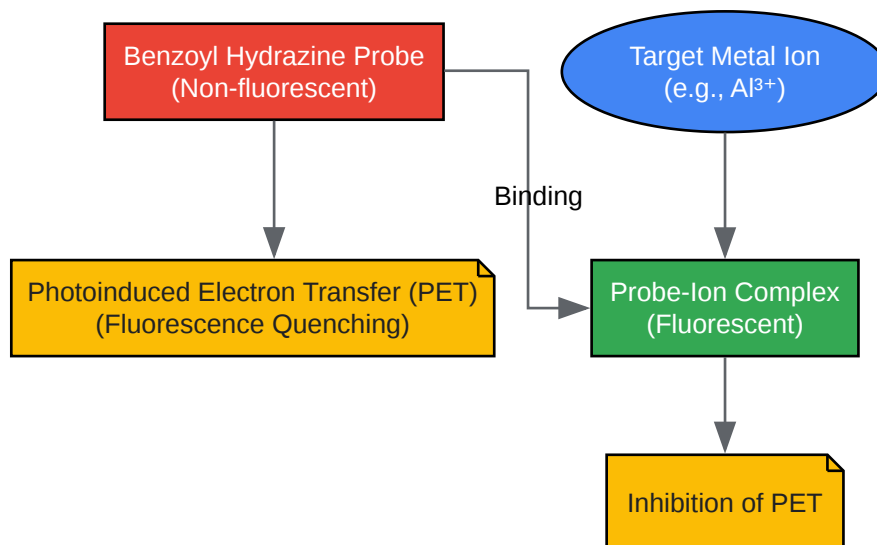 Benzoyl Hydrazine Probe
(Non-fluorescent)
Target Metal Ion
(e.g., Al³⁺)
Binding
Photoinduced Electron Transfer (PET)
(Fluorescence Quenching)
Probe-Ion Complex
(Fluorescent)
Inhibition of PET